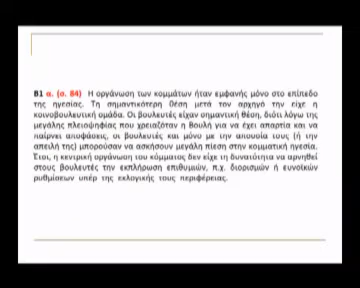 Β1 α. (σ. 84) Η οργάνωση των κομμάτων ήταν εμφανής μόνο στο επίπεδο
της ηγεσίας. Τη σημαντικότερη θέση μετά τον αρχηγό την είχε η
κοινοβουλευτική ομάδα. Οι βουλευτές είχαν σημαντική θέση, διότι λόγω της
μεγάλης πλειοψηφίας που χρειαζόταν η Βουλή για να έχει απαρτία και να
παίρνει αποφάσεις, οι βουλευτές και μόνο με την απουσία τους (ή την
απειλή της) μπορούσαν να ασκήσουν μεγάλη πίεση στην κομματική ηγεσία.
Έτσι, η κεντρική οργάνωση του κόμματος δεν είχε τη δυνατότητα να αρνηθεί
στους βουλευτές την εκπλήρωση επιθυμιών, π.χ. διορισμών ή ευνοϊκών
ρυθμίσεων υπέρ της εκλογικής τους περιφέρειας.